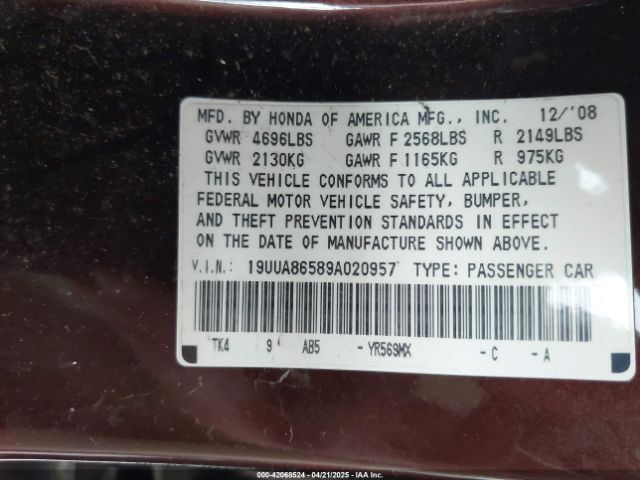 MFD. BY HONDA OF AMERICA MFG., INC. 12/'08
GVWR 4696LBS GAWR F 2568LBS R 2149LBS
GVWR 2130KG GAWR F 1165KG R 975KG
THIS VEHICLE CONFORMS TO ALL APPLICABLE
FEDERAL MOTOR VEHICLE SAFETY, BUMPER,
AND THEFT PREVENTION STANDARDS IN EFFECT
ON THE DATE OF MANUFACTURE SHOWN ABOVE.
V.I.N.: 19UUA86589A020957 TYPE: PASSENGER CAR
TK4 9 AB5 -YR569MX -C -A
000-42068524 - 04/21/2025 - IAAI.COM